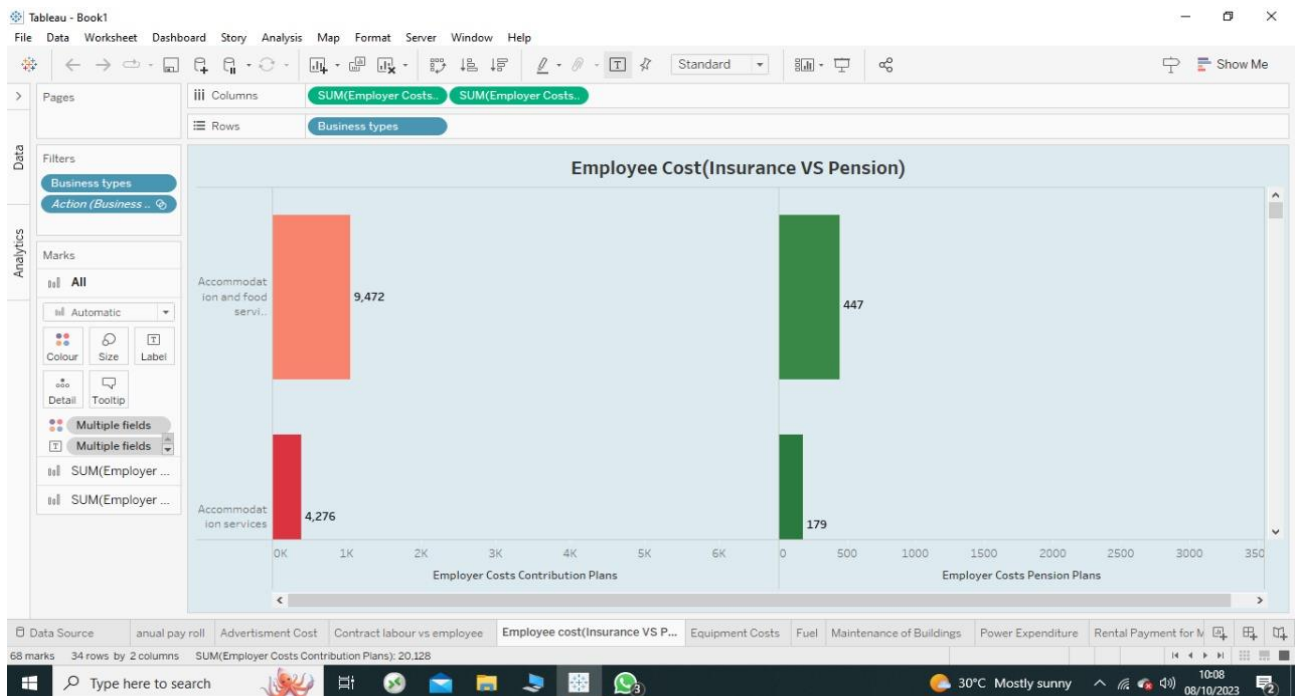 Tableau - Book1
File Data Worksheet Dashboard Story Analysis Map Format Server Window Help
Standard
Show Me
Pages
iii Columns
SUM(Employer Costs.. SUM(Employer Costs..
Rows
Business types
Data
Analytics
Filters
Business types
Action (Business ..
Marks
All
Automatic
Colour Size Label
Detail Tooltip
Multiple fields
Multiple fields
SUM(Employer ...
SUM(Employer ...
Employee Cost(Insurance VS Pension)
Accommodat
ion and food
servi..
9,472
447
Accommodat
ion services
4,276
179
0K 1K 2K 3K 4K 5K 6K
0 500 1000 1500 2000 2500 3000 350
Employer Costs Contribution Plans
Employer Costs Pension Plans
Data Source anual pay roll Advertisment Cost Contract labour vs employee Employee cost(Insurance VS P... Equipment Costs Fuel Maintenance of Buildings Power Expenditure Rental Payment for M
68 marks 34 rows by 2 columns SUM(Employer Costs Contribution Plans): 20,128
Type here to search
3
30°C Mostly sunny
10:08
08/10/2023
2